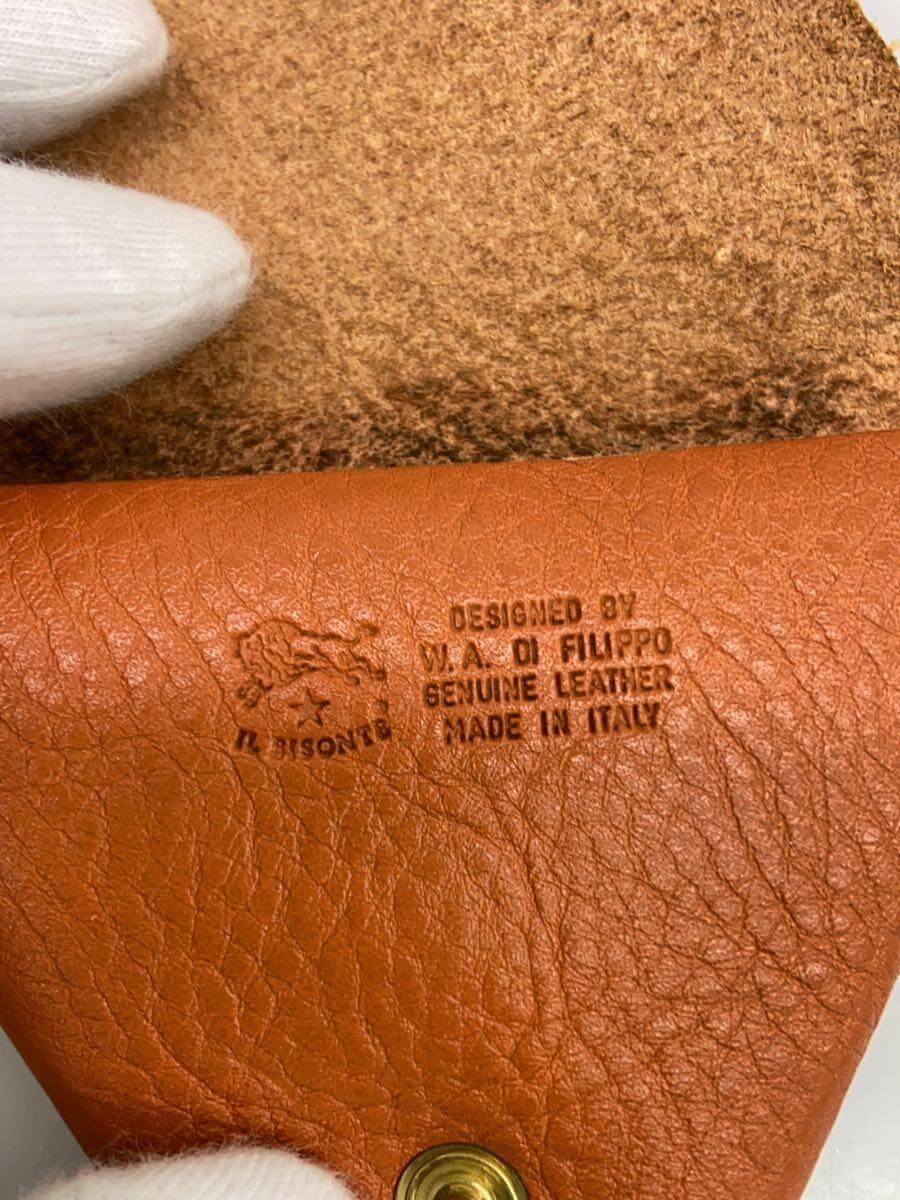 IL BISONTE
DESIGNED BY
W. A. DI FILIPPO
GENUINE LEATHER
MADE IN ITALY